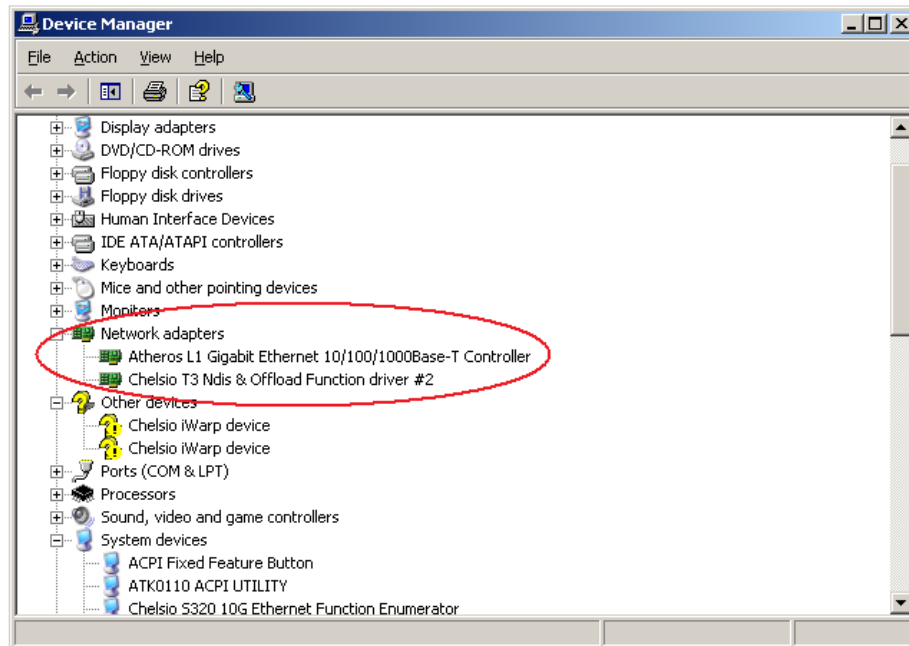 Device Manager
File Action View Help
Display adapters
DVD/CD-ROM drives
Floppy disk controllers
Floppy disk drives
Human Interface Devices
IDE ATA/ATAPI controllers
Keyboards
Mice and other pointing devices
Monitors
Network adapters
Atheros L1 Gigabit Ethernet 10/100/1000Base-T Controller
Chelsio T3 Ndis & Offload Function driver #2
Other devices
Chelsio iWarp device
Chelsio iWarp device
Ports (COM & LPT)
Processors
Sound, video and game controllers
System devices
ACPI Fixed Feature Button
ATK0110 ACPI UTILITY
Chelsio S320 10G Ethernet Function Enumerator